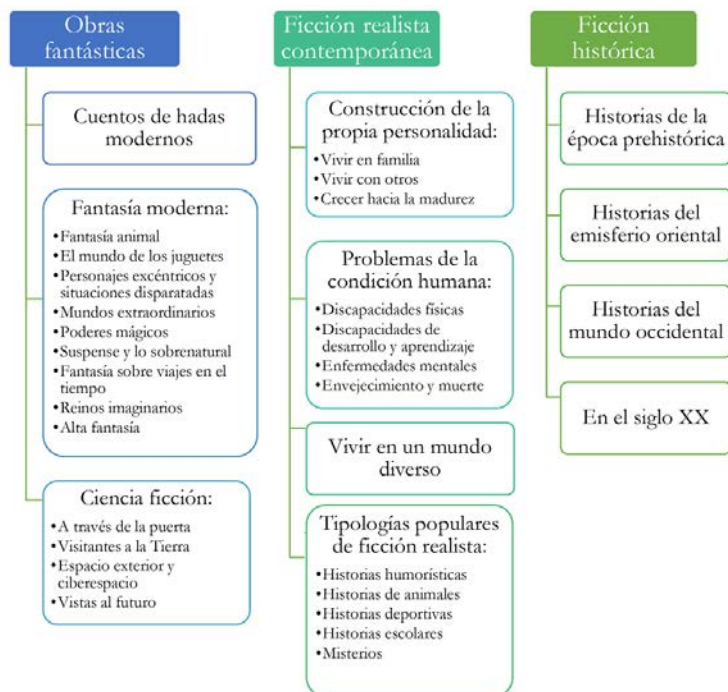 Obras
fantásticas
Cuentos de hadas
modernos
Fantasía moderna:
•Fantasía animal
•El mundo de los juguetes
•Personajes excéntricos y
situaciones disparatadas
•Mundos extraordinarios
•Poderes mágicos
•Suspense y lo sobrenatural
•Fantasía sobre viajes en el
tiempo
•Reinos imaginarios
•Alta fantasía
Ciencia ficción:
•A través de la puerta
•Visitantes a la Tierra
•Espacio exterior y
ciberespacio
•Vistas al futuro
Ficción realista
contemporánea
Construcción de la
propia personalidad:
•Vivir en familia
•Vivir con otros
•Crecer hacia la madurez
Problemas de la
condición humana:
•Discapacidades físicas
•Discapacidades de
desarrollo y aprendizaje
•Enfermedades mentales
•Envejecimiento y muerte
Vivir en un mundo
diverso
Tipologías populares
de ficción realista:
•Historias humorísticas
•Historias de animales
•Historias deportivas
•Historias escolares
•Misterios
Ficción
histórica
Historias de la
época prehistórica
Historias del
emisferio oriental
Historias del
mundo occidental
En el siglo XX